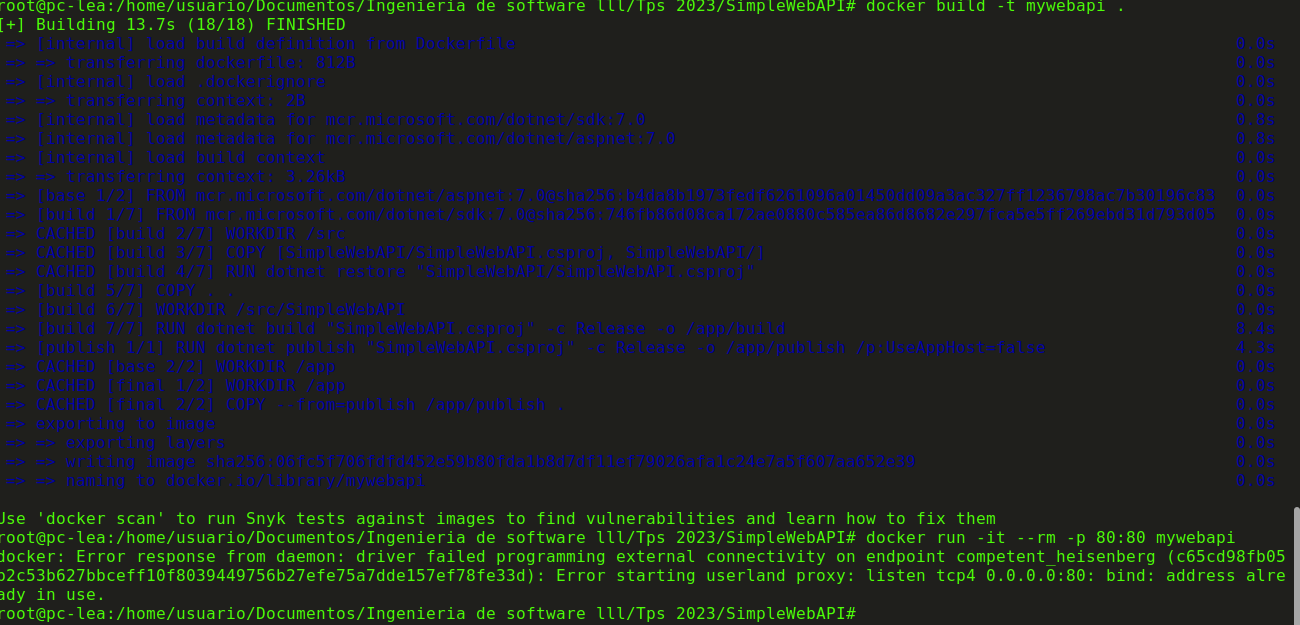 root@pc-lea:/home/usuario/Documentos/Ingenieria de software lll/Tps 2023/SimpleWebAPI# docker build -t mywebapi .
[+] Building 13.7s (18/18) FINISHED
=> [internal] load build definition from Dockerfile 0.0s
=> => transferring dockerfile: 812B 0.0s
=> [internal] load .dockerignore 0.0s
=> => transferring context: 2B 0.0s
=> [internal] load metadata for mcr.microsoft.com/dotnet/sdk:7.0 0.8s
=> [internal] load metadata for mcr.microsoft.com/dotnet/aspnet:7.0 0.8s
=> [internal] load build context 0.0s
=> => transferring context: 3.26kB 0.0s
=> [base 1/2] FROM mcr.microsoft.com/dotnet/aspnet:7.0@sha256:b4da8b1973fedf6261096a01450dd09a3ac327ff1236798ac7b30196c83 0.0s
=> [build 1/7] FROM mcr.microsoft.com/dotnet/sdk:7.0@sha256:746fb86d08ca172ae0880c585ea86d8682e297fca5e5ff269ebd31d793d05 0.0s
=> CACHED [build 2/7] WORKDIR /src 0.0s
=> CACHED [build 3/7] COPY [SimpleWebAPI/SimpleWebAPI.csproj, SimpleWebAPI/] 0.0s
=> CACHED [build 4/7] RUN dotnet restore "SimpleWebAPI/SimpleWebAPI.csproj" 0.0s
=> [build 5/7] COPY . . 0.0s
=> [build 6/7] WORKDIR /src/SimpleWebAPI 0.0s
=> [build 7/7] RUN dotnet build "SimpleWebAPI.csproj" -c Release -o /app/build 8.4s
=> [publish 1/1] RUN dotnet publish "SimpleWebAPI.csproj" -c Release -o /app/publish /p:UseAppHost=false 4.3s
=> CACHED [base 2/2] WORKDIR /app 0.0s
=> CACHED [final 1/2] WORKDIR /app 0.0s
=> CACHED [final 2/2] COPY --from=publish /app/publish . 0.0s
=> exporting to image 0.0s
=> => exporting layers 0.0s
=> => writing image sha256:06fc5f706fdfd452e59b80fda1b8d7df11ef79026afa1c24e7a5f607aa652e39 0.0s
=> => naming to docker.io/library/mywebapi 0.0s
Use 'docker scan' to run Snyk tests against images to find vulnerabilities and learn how to fix them
root@pc-lea:/home/usuario/Documentos/Ingenieria de software lll/Tps 2023/SimpleWebAPI# docker run -it --rm -p 80:80 mywebapi
docker: Error response from daemon: driver failed programming external connectivity on endpoint competent_heisenberg (c65cd98fb05
b2c53b627bbceff10f8039449756b27efe75a7dde157ef78fe33d): Error starting userland proxy: listen tcp4 0.0.0.0:80: bind: address alre
ady in use.
root@pc-lea:/home/usuario/Documentos/Ingenieria de software lll/Tps 2023/SimpleWebAPI#